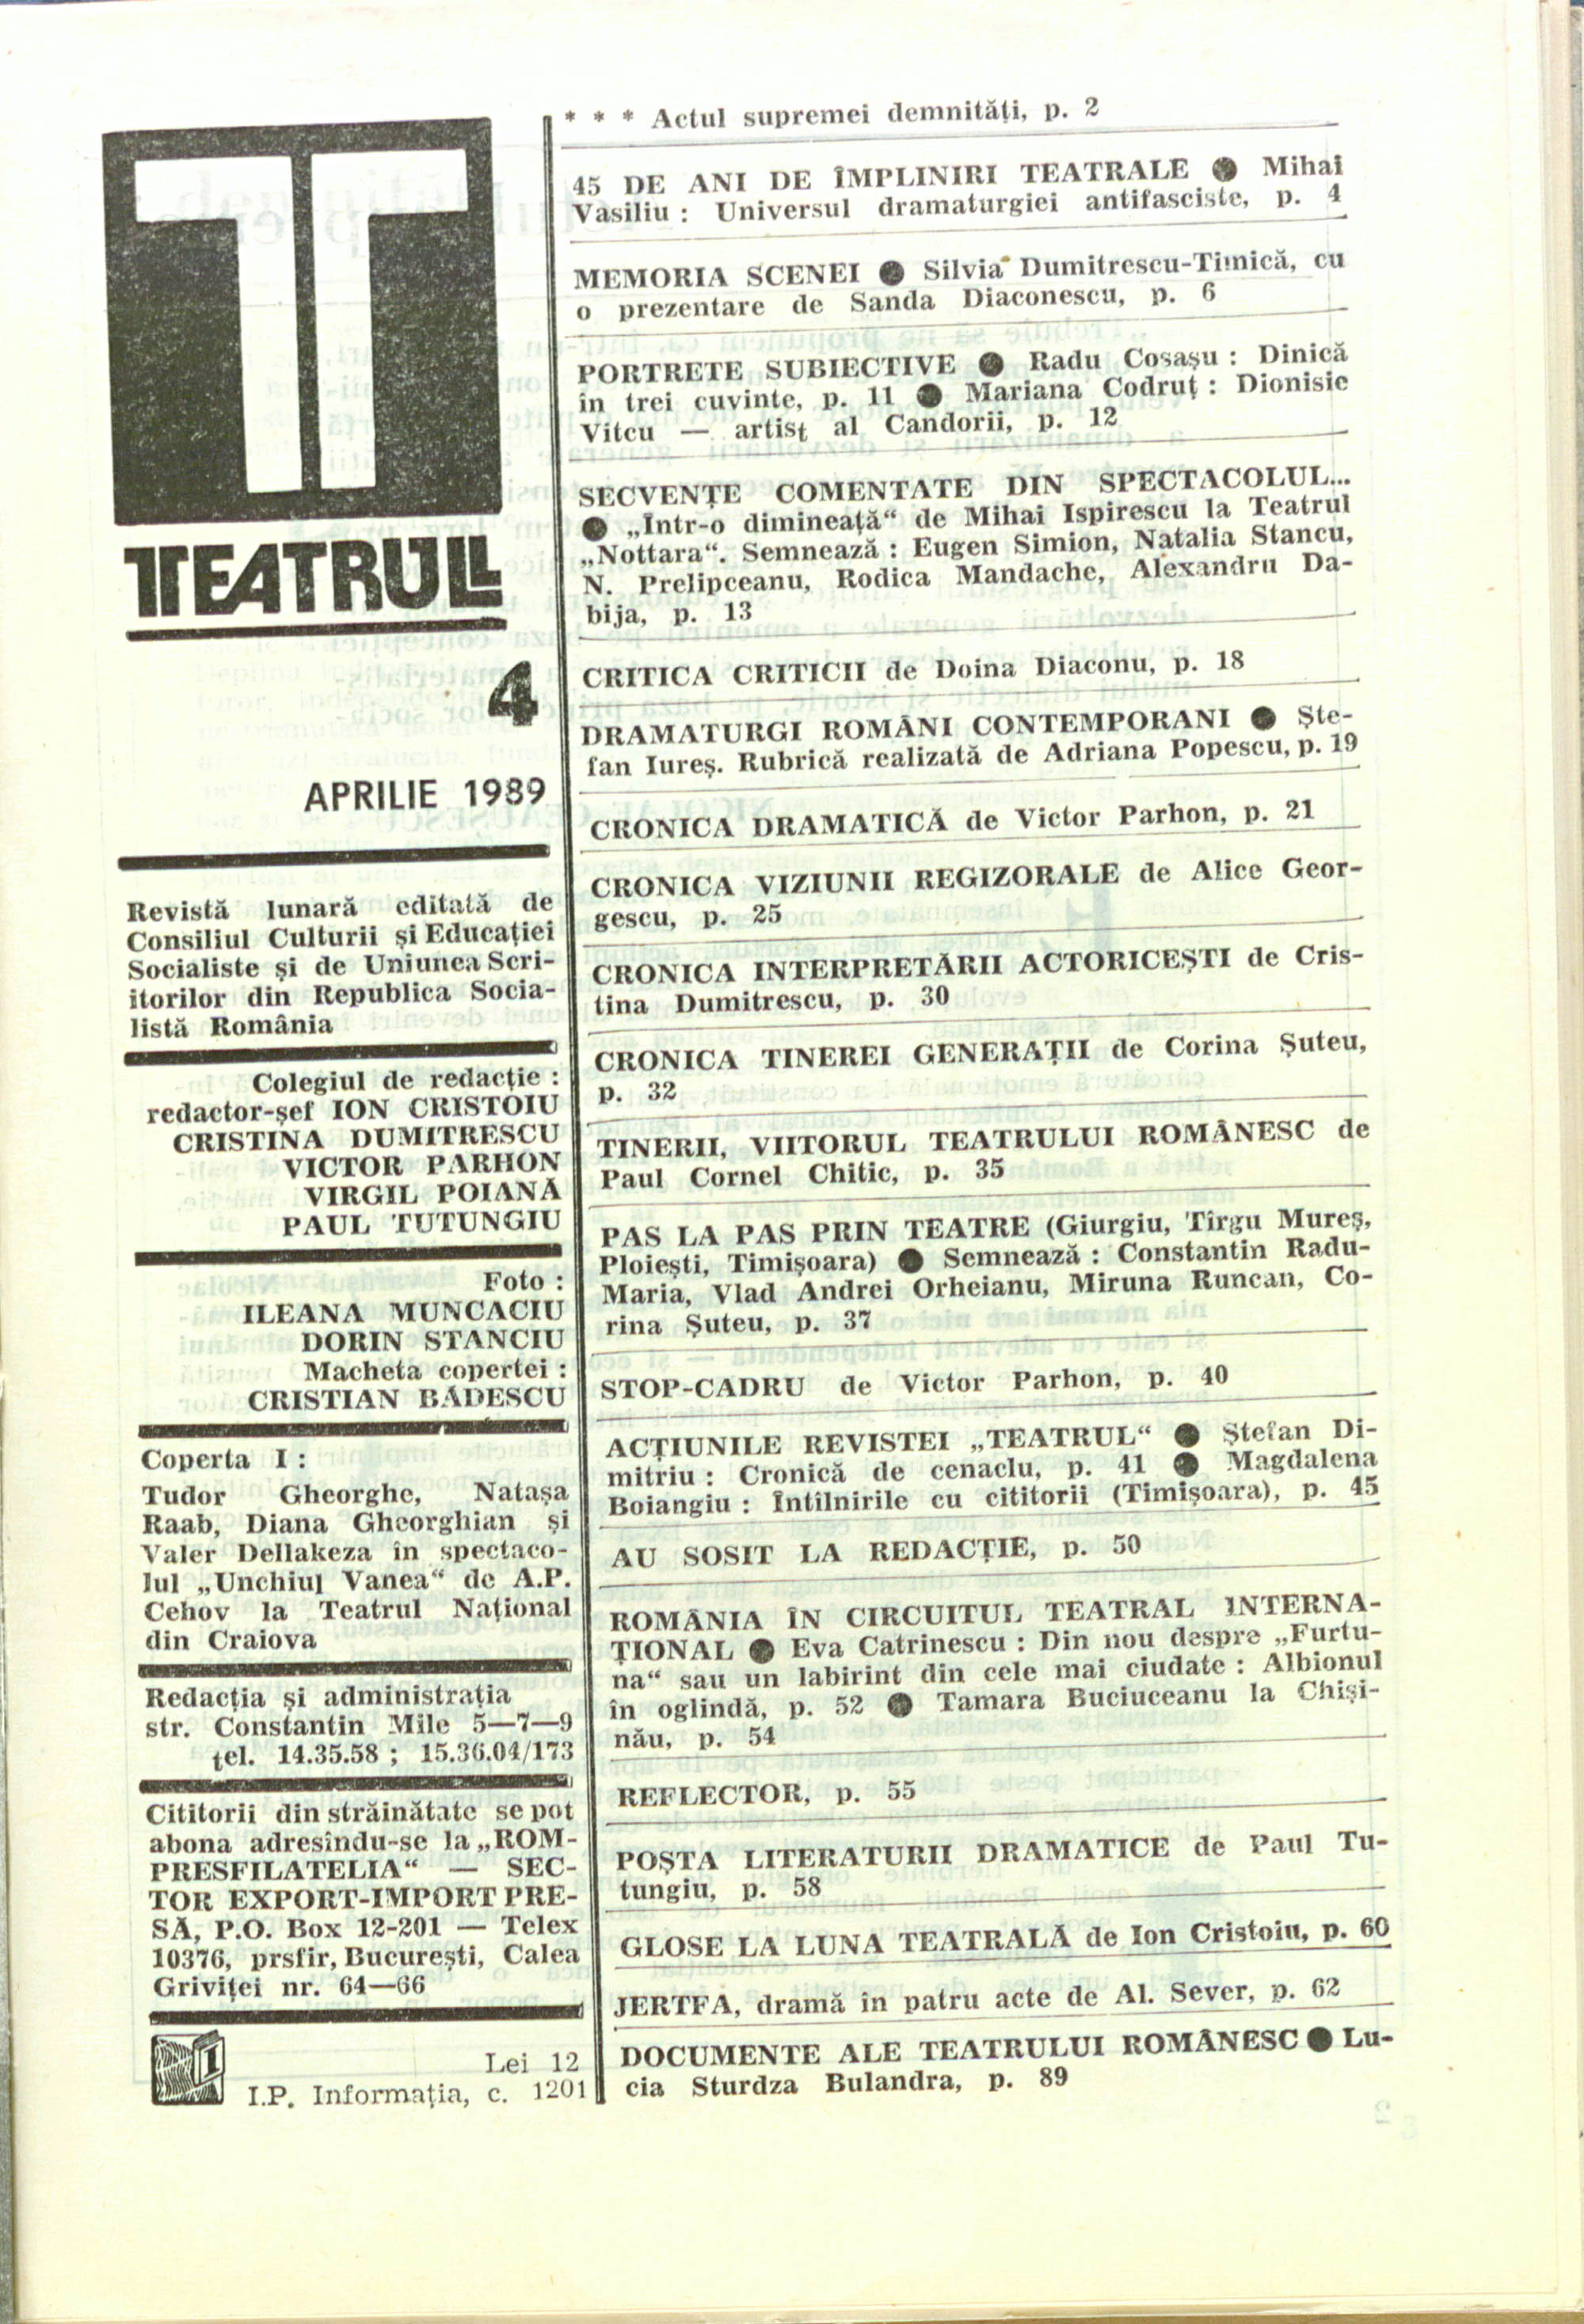 TEATRUL
4
APRILIE 1989
Revistă lunară editată de
Consiliul Culturii și Educației
Socialiste și de Uniunea Scri-
itorilor din Republica Socia-
listă România
Colegiul de redacție :
redactor-șef ION CRISTOIU
CRISTINA DUMITRESCU
VICTOR PARHON
VIRGIL POIANĂ
PAUL TUTUNGIU
Foto :
ILEANA MUNCACIU
DORIN STANCIU
Macheta copertei :
CRISTIAN BĂDESCU
Coperta I :
Tudor Gheorghe, Natașa
Raab, Diana Gheorghian și
Valer Dellakeza în spectaco-
lul „Unchiul Vanea“ de A.P.
Cehov la Teatrul Național
din Craiova
Redacția și administrația
str. Constantin Mile 5—7—9
tel. 14.35.58 ; 15.36.04/173
Cititorii din străinătate se pot
abona adresîndu-se la „ROM-
PRESFILATELIA“ — SEC-
TOR EXPORT-IMPORT PRE-
SĂ, P.O. Box 12-201 — Telex
10376, prsfir, București, Calea
Griviței nr. 64—66
Lei 12
I.P. Informația, c. 1201
* * * Actul supremei demnități, p. 2
45 DE ANI DE ÎMPLINIRI TEATRALE ● Mihai
Vasiliu : Universul dramaturgiei antifasciste, p. 4
MEMORIA SCENEI ● Silvia Dumitrescu-Timică, cu
o prezentare de Sanda Diaconescu, p. 6
PORTRETE SUBIECTIVE ● Radu Cosașu : Dinică
în trei cuvinte, p. 11 ● Mariana Codruț : Dionisie
Vitcu — artist al Candorii, p. 12
SECVENȚE COMENTATE DIN SPECTACOLUL...
● „Într-o dimineață“ de Mihai Ispirescu la Teatrul
„Nottara“. Semnează : Eugen Simion, Natalia Stancu,
N. Prelipceanu, Rodica Mandache, Alexandru Da-
bija, p. 13
CRITICA CRITICII de Doina Diaconu, p. 18
DRAMATURGI ROMÂNI CONTEMPORANI ● Ște-
fan Iureș. Rubrică realizată de Adriana Popescu, p. 19
CRONICA DRAMATICĂ de Victor Parhon, p. 21
CRONICA VIZIUNII REGIZORALE de Alice Geor-
gescu, p. 25
CRONICA INTERPRETĂRII ACTORICEȘTI de Cris-
tina Dumitrescu, p. 30
CRONICA TINEREI GENERAȚII de Corina Șuteu,
p. 32
TINERII, VIITORUL TEATRULUI ROMÂNESC de
Paul Cornel Chitic, p. 35
PAS LA PAS PRIN TEATRE (Giurgiu, Tîrgu Mureș,
Ploiești, Timișoara) ● Semnează : Constantin Radu-
Maria, Vlad Andrei Orheianu, Miruna Runcan, Co-
rina Șuteu, p. 37
STOP-CADRU de Victor Parhon, p. 40
ACȚIUNILE REVISTEI „TEATRUL“ ● Ștefan Di-
mitriu : Cronică de cenaclu, p. 41 ● Magdalena
Boiangiu : Întîlnirile cu cititorii (Timișoara), p. 45
AU SOSIT LA REDACȚIE, p. 50
ROMÂNIA ÎN CIRCUITUL TEATRAL INTERNA-
ȚIONAL ● Eva Catrinescu : Din nou despre „Furtu-
na“ sau un labirint din cele mai ciudate : Albionul
în oglindă, p. 52 ● Tamara Buciuceanu la Chiși-
nău, p. 54
REFLECTOR, p. 55
POȘTA LITERATURII DRAMATICE de Paul Tu-
tungiu, p. 58
GLOSE LA LUNA TEATRALĂ de Ion Cristoiu, p. 60
JERTFA, dramă în patru acte de Al. Sever, p. 62
DOCUMENTE ALE TEATRULUI ROMÂNESC ● Lu-
cia Sturdza Bulandra, p. 89